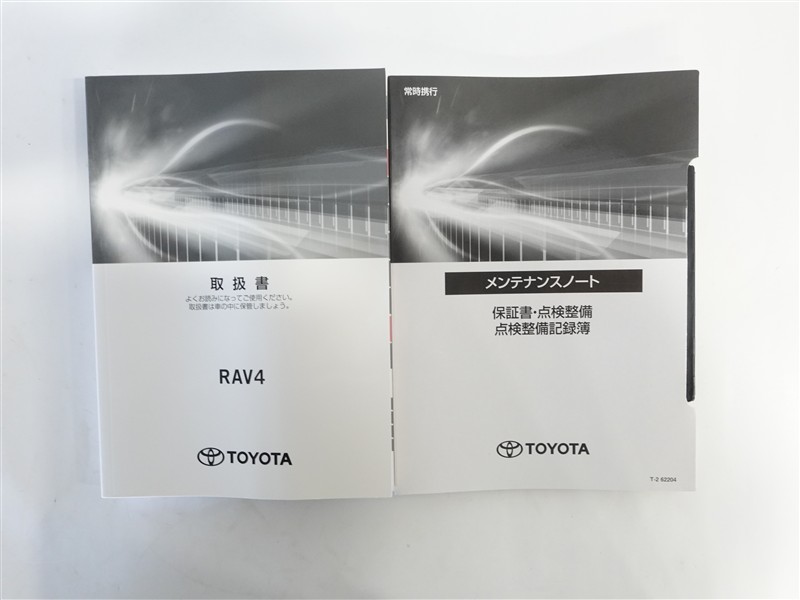 取扱書
よくお読みになってご使用ください。
取扱書は車の中に保管しましょう。
RAV4
TOYOTA
常時携行
メンテナンスノート
保証書・点検整備
点検整備記録簿
TOYOTA
T-2 62204